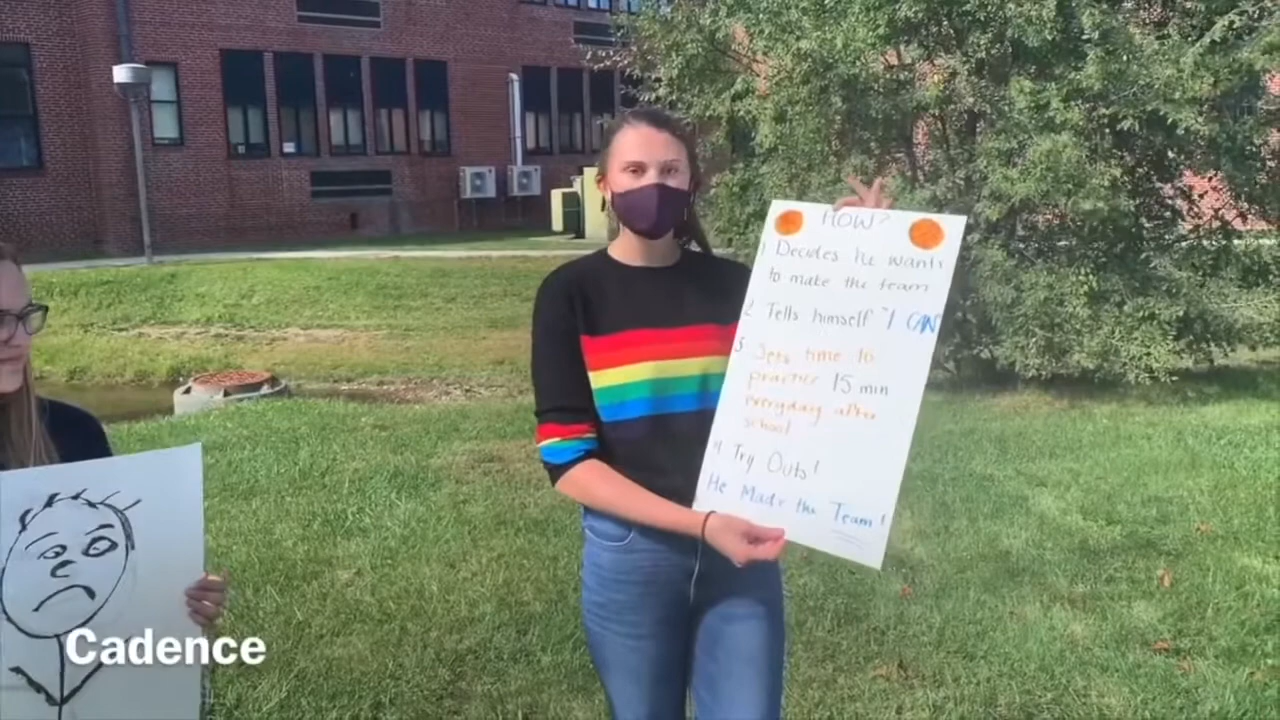 HOW?
1 Decides he wants
to make the team
2 Tells himself "I CAN"
3 Sets time to
practice 15 min
everyday after
school
4 Try Outs!
He Made the Team!
Cadence